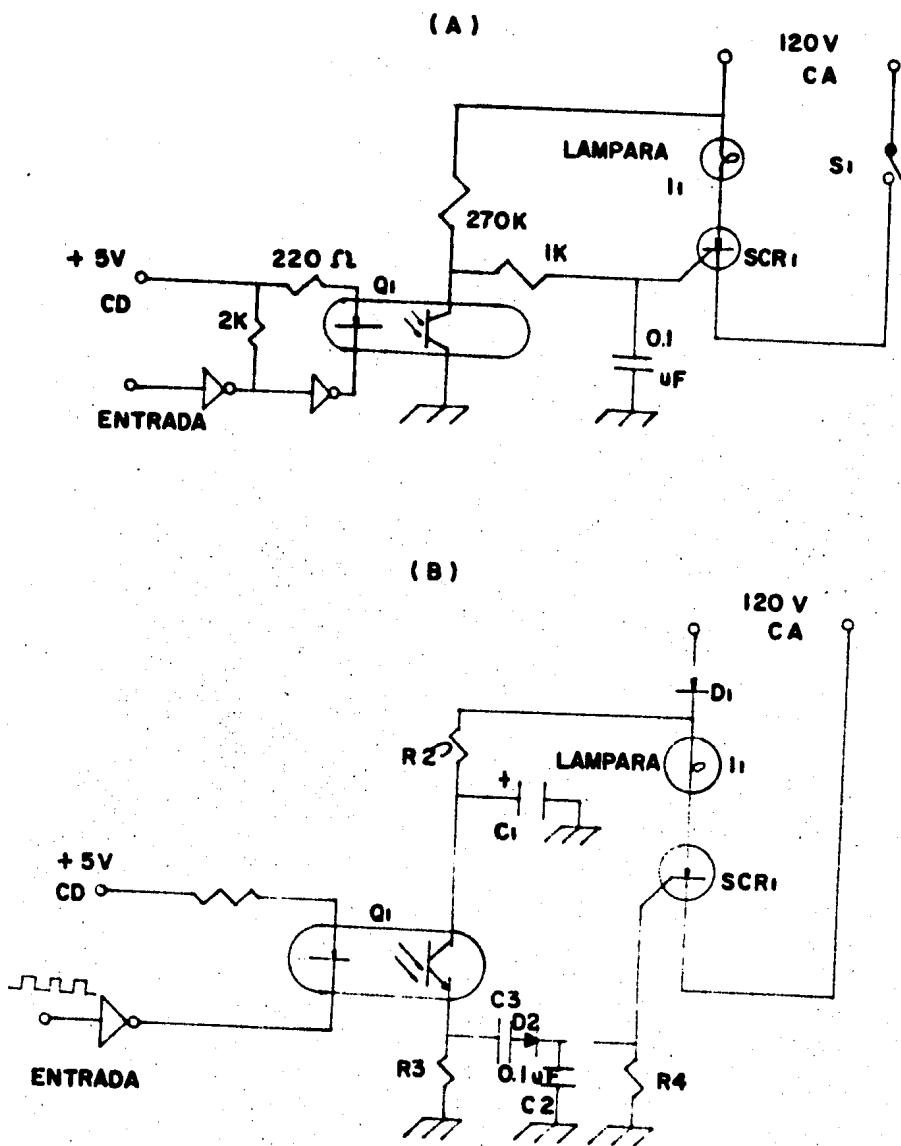 (A)
120V
CA
LAMPARA
I1
S1
270K
1K
SCR1
+ 5V
CD
220 Ω
Q1
2K
0.1
uF
ENTRADA
(B)
120 V
CA
D1
R2
LAMPARA
I1
+
C1
SCR1
+ 5V
CD
Q1
C3
D2
0.1uF
R3
C2
R4
ENTRADA